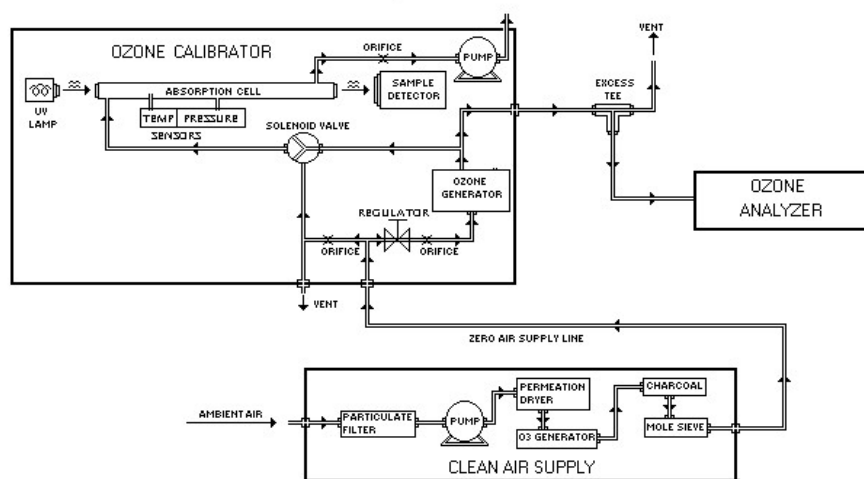 OZONE CALIBRATOR
ORIFICE
PUMP
VENT
UV
LAMP
ABSORPTION CELL
TEMP
PRESSURE
SENSORS
SAMPLE
DETECTOR
EXCESS
TEE
SOLENOID VALVE
OZONE
GENERATOR
OZONE
ANALYZER
REGULATOR
ORIFICE
ORIFICE
VENT
ZERO AIR SUPPLY LINE
AMBIENT AIR
PARTICULATE
FILTER
PUMP
PERMEATION
DRYER
O3 GENERATOR
CHARCOAL
MOLE SIEVE
CLEAN AIR SUPPLY